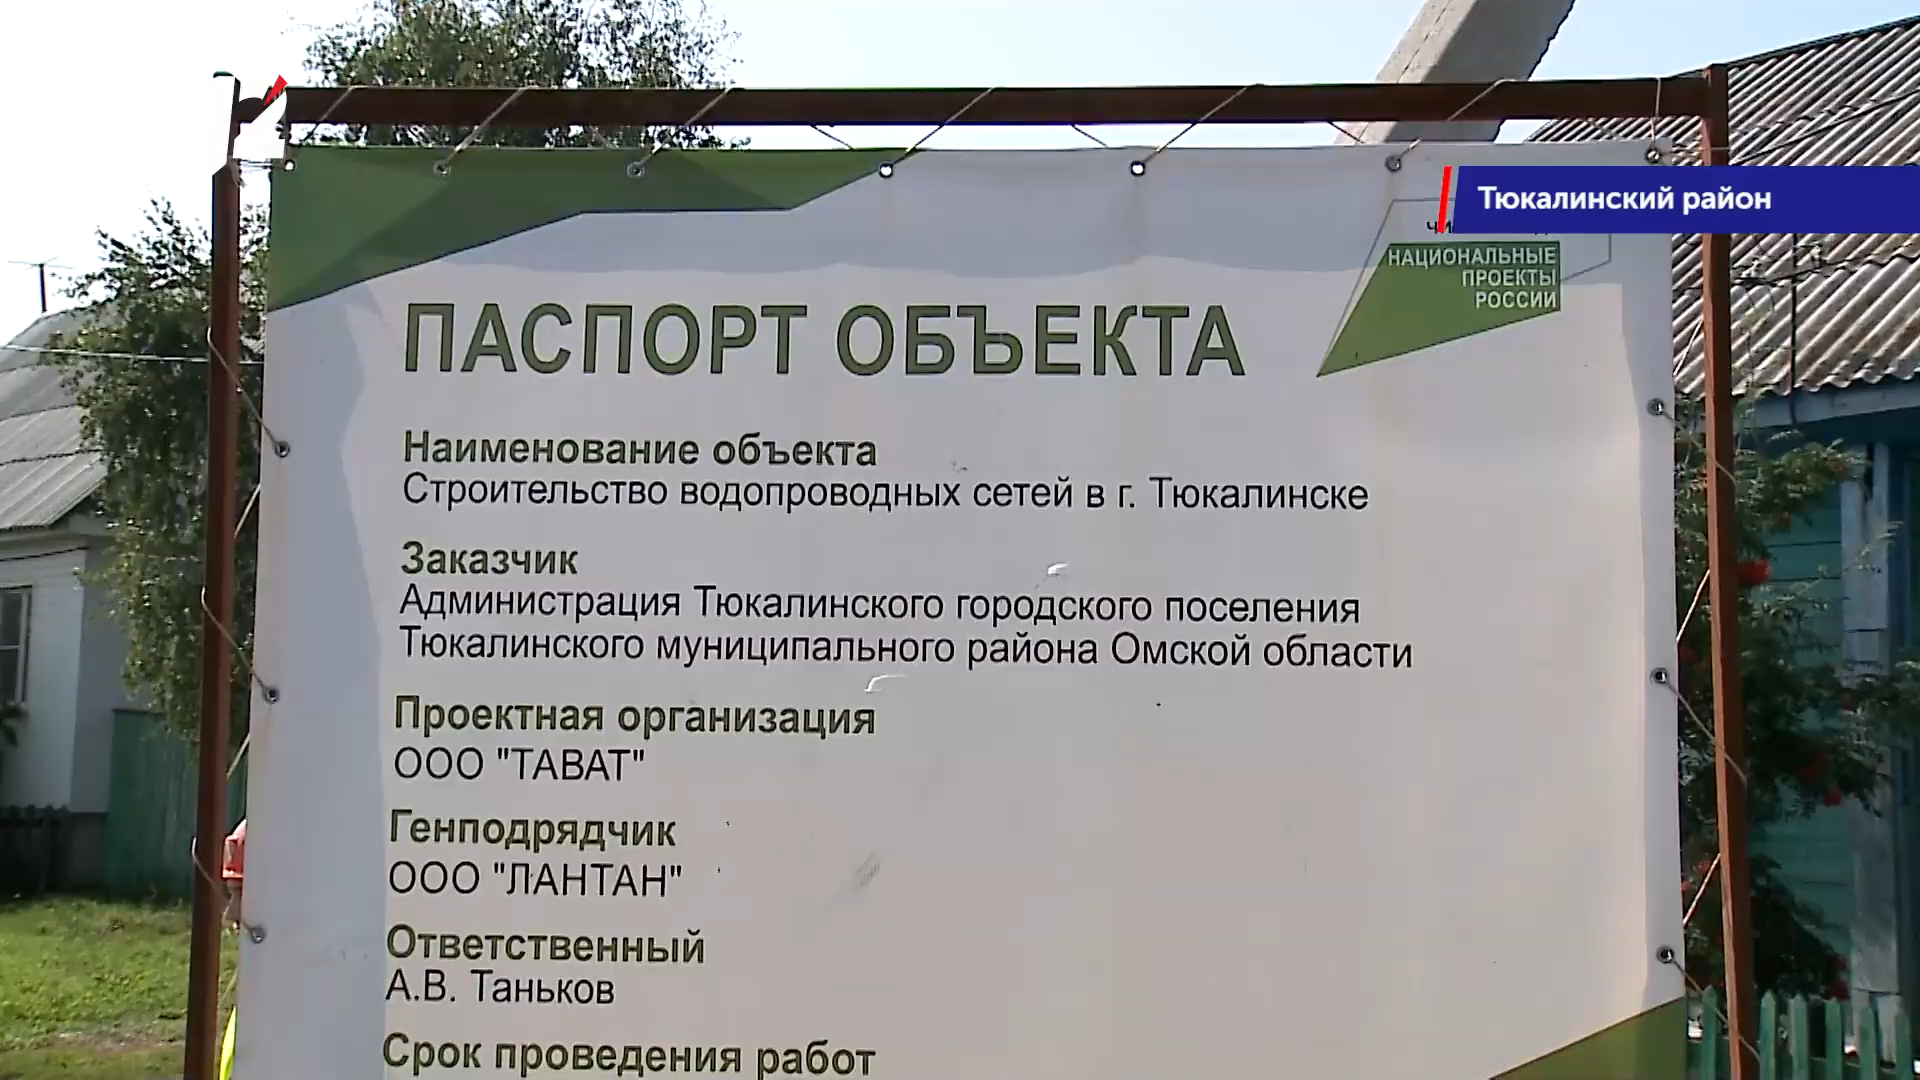 Тюкалинский район
НАЦИОНАЛЬНЫЕ
ПРОЕКТЫ
РОССИИ
ПАСПОРТ ОБЪЕКТА
Наименование объекта
Строительство водопроводных сетей в г. Тюкалинске
Заказчик
Администрация Тюкалинского городского поселения
Тюкалинского муниципального района Омской области
Проектная организация
ООО "ТАВАТ"
Генподрядчик
ООО "ЛАНТАН"
Ответственный
А.В. Таньков
Срок проведения работ